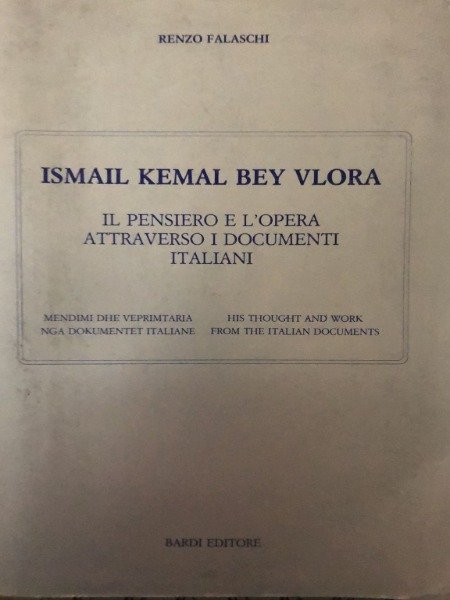 RENZO FALASCHI
ISMAIL KEMAL BEY VLORA
IL PENSIERO E L'OPERA
ATTRAVERSO I DOCUMENTI
ITALIANI
MENDIMI DHE VEPRIMTARIA
NGA DOKUMENTET ITALIANE
HIS THOUGHT AND WORK
FROM THE ITALIAN DOCUMENTS
BARDI EDITORE